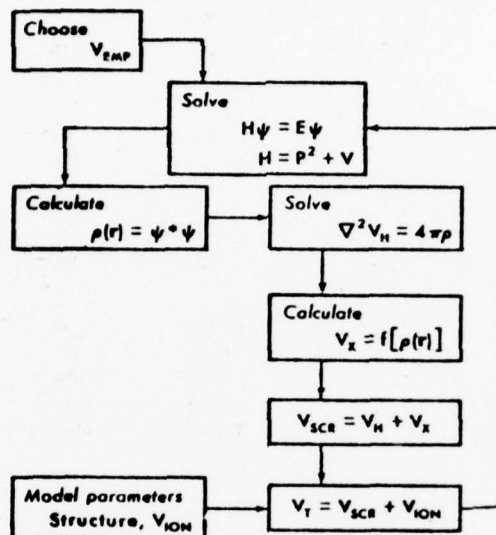 Choose
V_EMP
Solve
Hψ = Eψ
H = P² + V
Calculate
ρ(r) = ψ * ψ
Solve
∇²V_H = 4πρ
Calculate
V_X = f[ρ(r)]
V_SCR = V_H + V_X
Model parameters
Structure, V_ION
V_T = V_SCR + V_ION